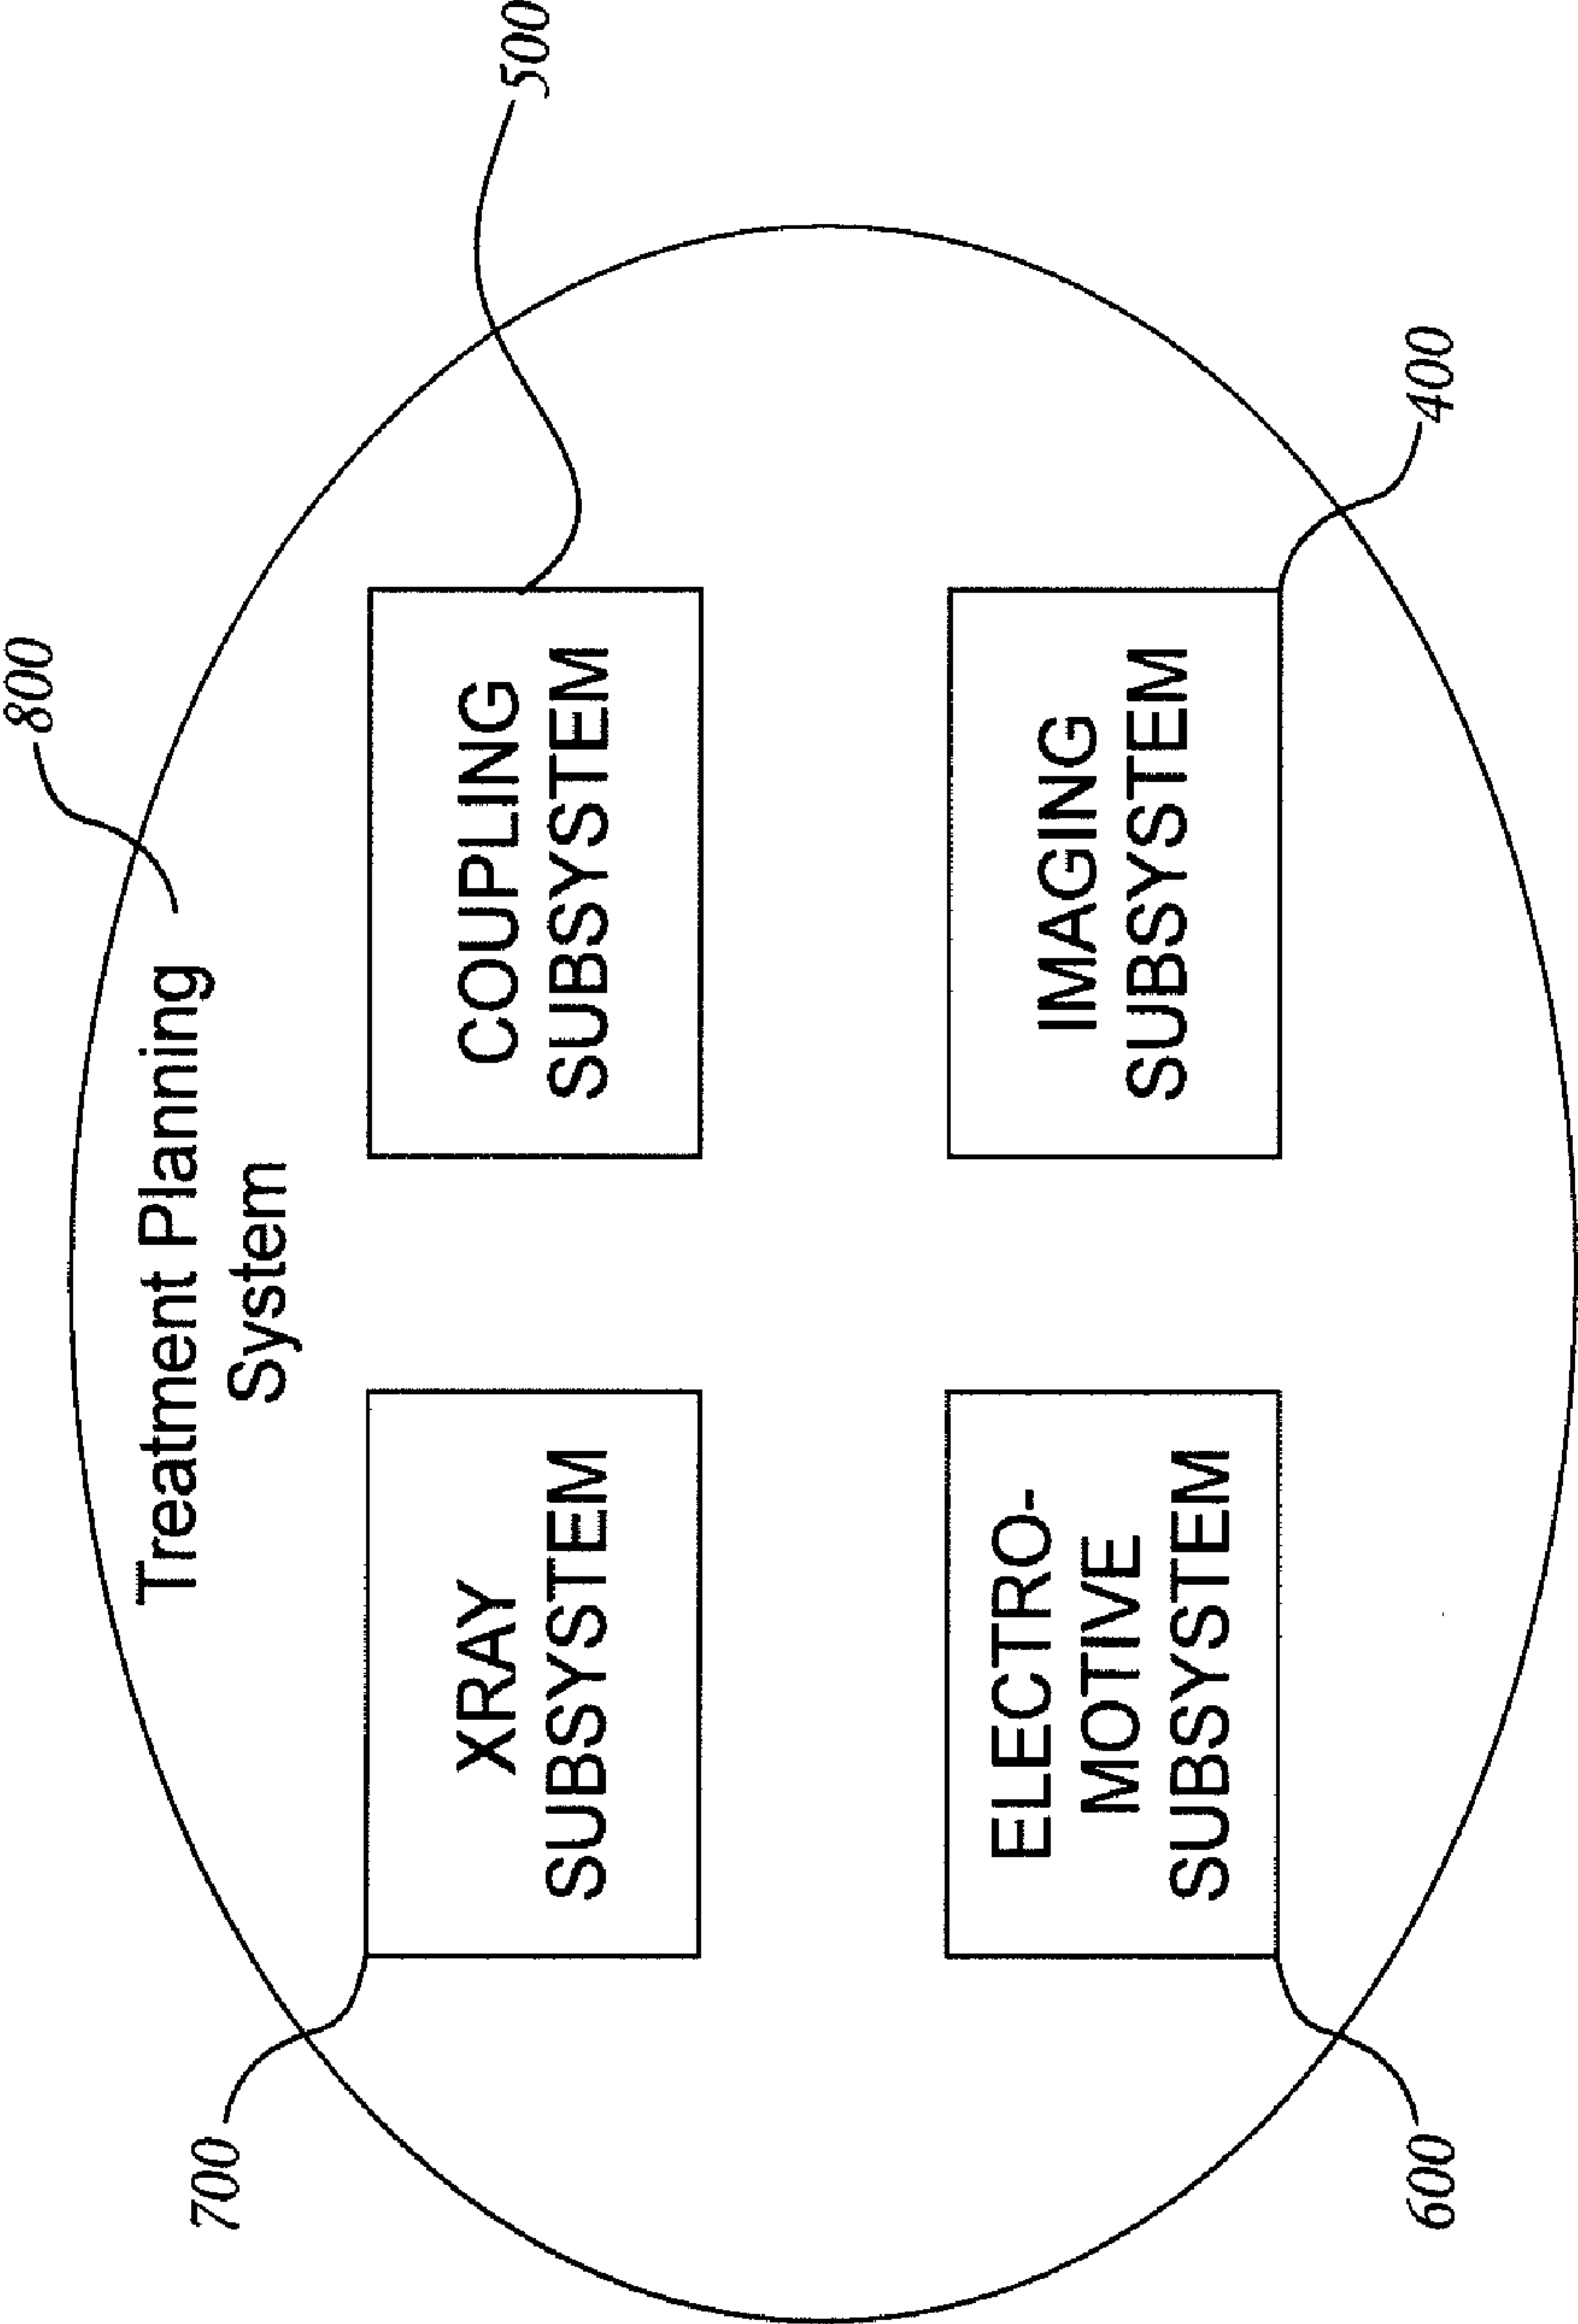 800
Treatment Planning
System
500
700
XRAY
SUBSYSTEM
COUPLING
SUBSYSTEM
ELECTRO-
MOTIVE
SUBSYSTEM
IMAGING
SUBSYSTEM
600
400